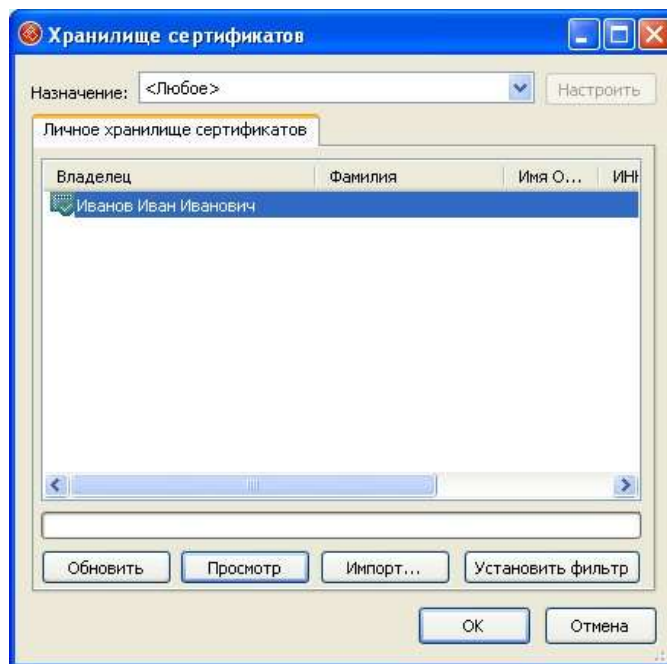 Хранилище сертификатов
Назначение: <Любое> Настроить
Личное хранилище сертификатов
Владелец Фамилия Имя О... ИНН
Иванов Иван Иванович
Обновить Просмотр Импорт... Установить фильтр
OK Отмена